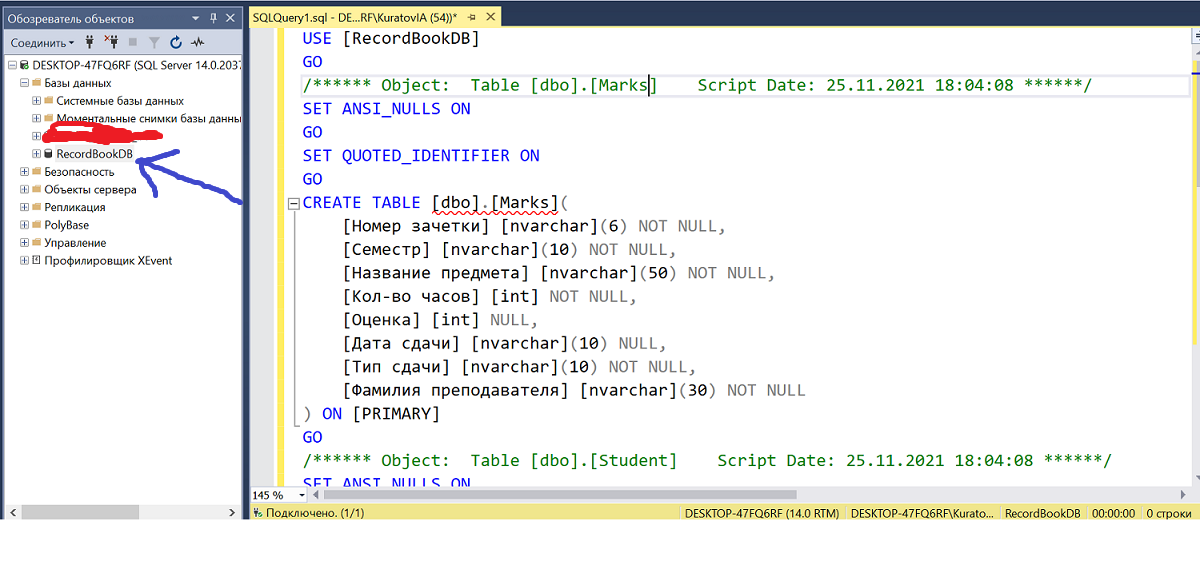 Обозреватель объектов
Соединить
DESKTOP-47FQ6RF (SQL Server 14.0.2037
Базы данных
Системные базы данных
Моментальные снимки базы данны
RecordBookDB
Безопасность
Объекты сервера
Репликация
PolyBase
Управление
Профилировщик XEvent
SQLQuery1.sql - DE...RF\KuratovIA (54))*
USE [RecordBookDB]
GO
/****** Object:  Table [dbo].[Marks]    Script Date: 25.11.2021 18:04:08 ******/
SET ANSI_NULLS ON
GO
SET QUOTED_IDENTIFIER ON
GO
CREATE TABLE [dbo].[Marks](
[Номер зачетки] [nvarchar](6) NOT NULL,
[Семестр] [nvarchar](10) NOT NULL,
[Название предмета] [nvarchar](50) NOT NULL,
[Кол-во часов] [int] NOT NULL,
[Оценка] [int] NULL,
[Дата сдачи] [nvarchar](10) NULL,
[Тип сдачи] [nvarchar](10) NOT NULL,
[Фамилия преподавателя] [nvarchar](30) NOT NULL
) ON [PRIMARY]
GO
/****** Object:  Table [dbo].[Student]    Script Date: 25.11.2021 18:04:08 ******/
SET ANSI_NULLS ON
145 %
Подключено. (1/1)
DESKTOP-47FQ6RF (14.0 RTM)
DESKTOP-47FQ6RF\Kurato...
RecordBookDB
00:00:00
0 строки